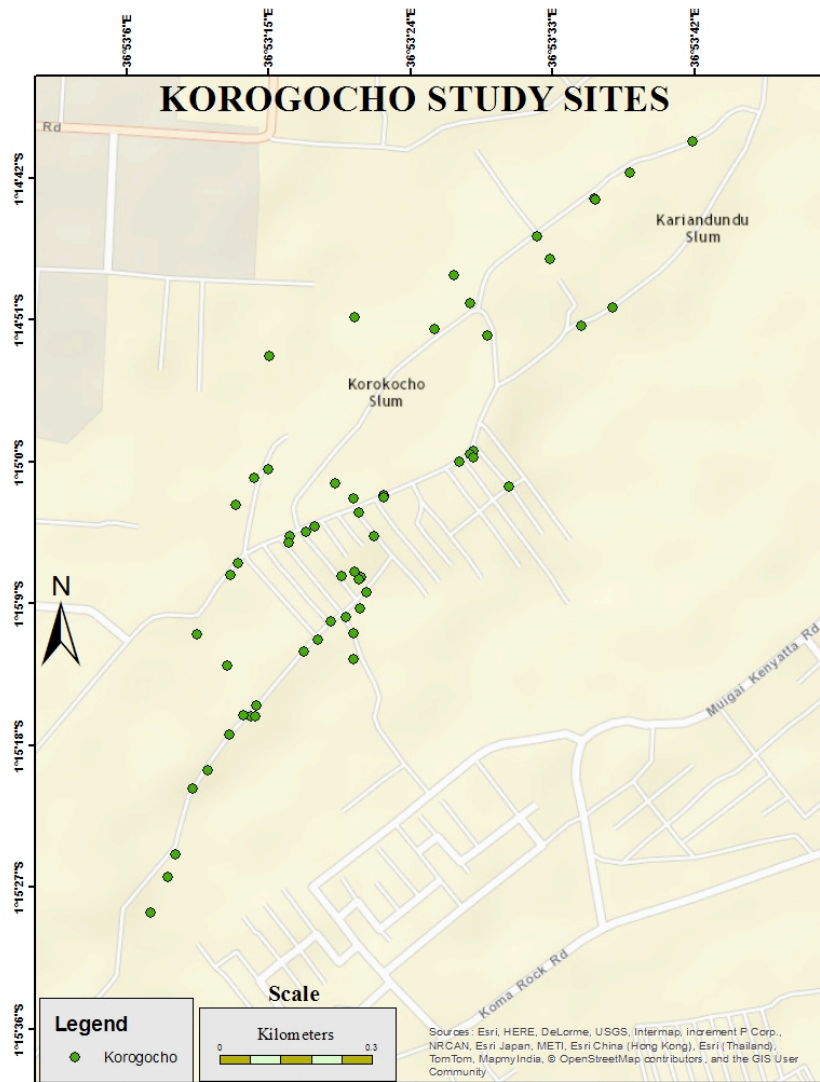 36°53'6"E
36°53'15"E
36°53'24"E
36°53'33"E
36°53'42"E
KOROGOCHO STUDY SITES
Rd
1°14'42"S
Kariandundu
Slum
1°14'51"S
Korokocho
Slum
1°15'0"S
1°15'9"S
N
Muigai Kenyatta Rd
1°15'18"S
1°15'27"S
Koma Rock Rd
1°15'36"S
Legend
Korogocho
Scale
Kilometers
0
0.3
Sources: Esri, HERE, DeLorme, USGS, Intermap, increment P Corp.,
NRCAN, Esri Japan, METI, Esri China (Hong Kong), Esri (Thailand),
TomTom, MapmyIndia, © OpenStreetMap contributors, and the GIS User
Community